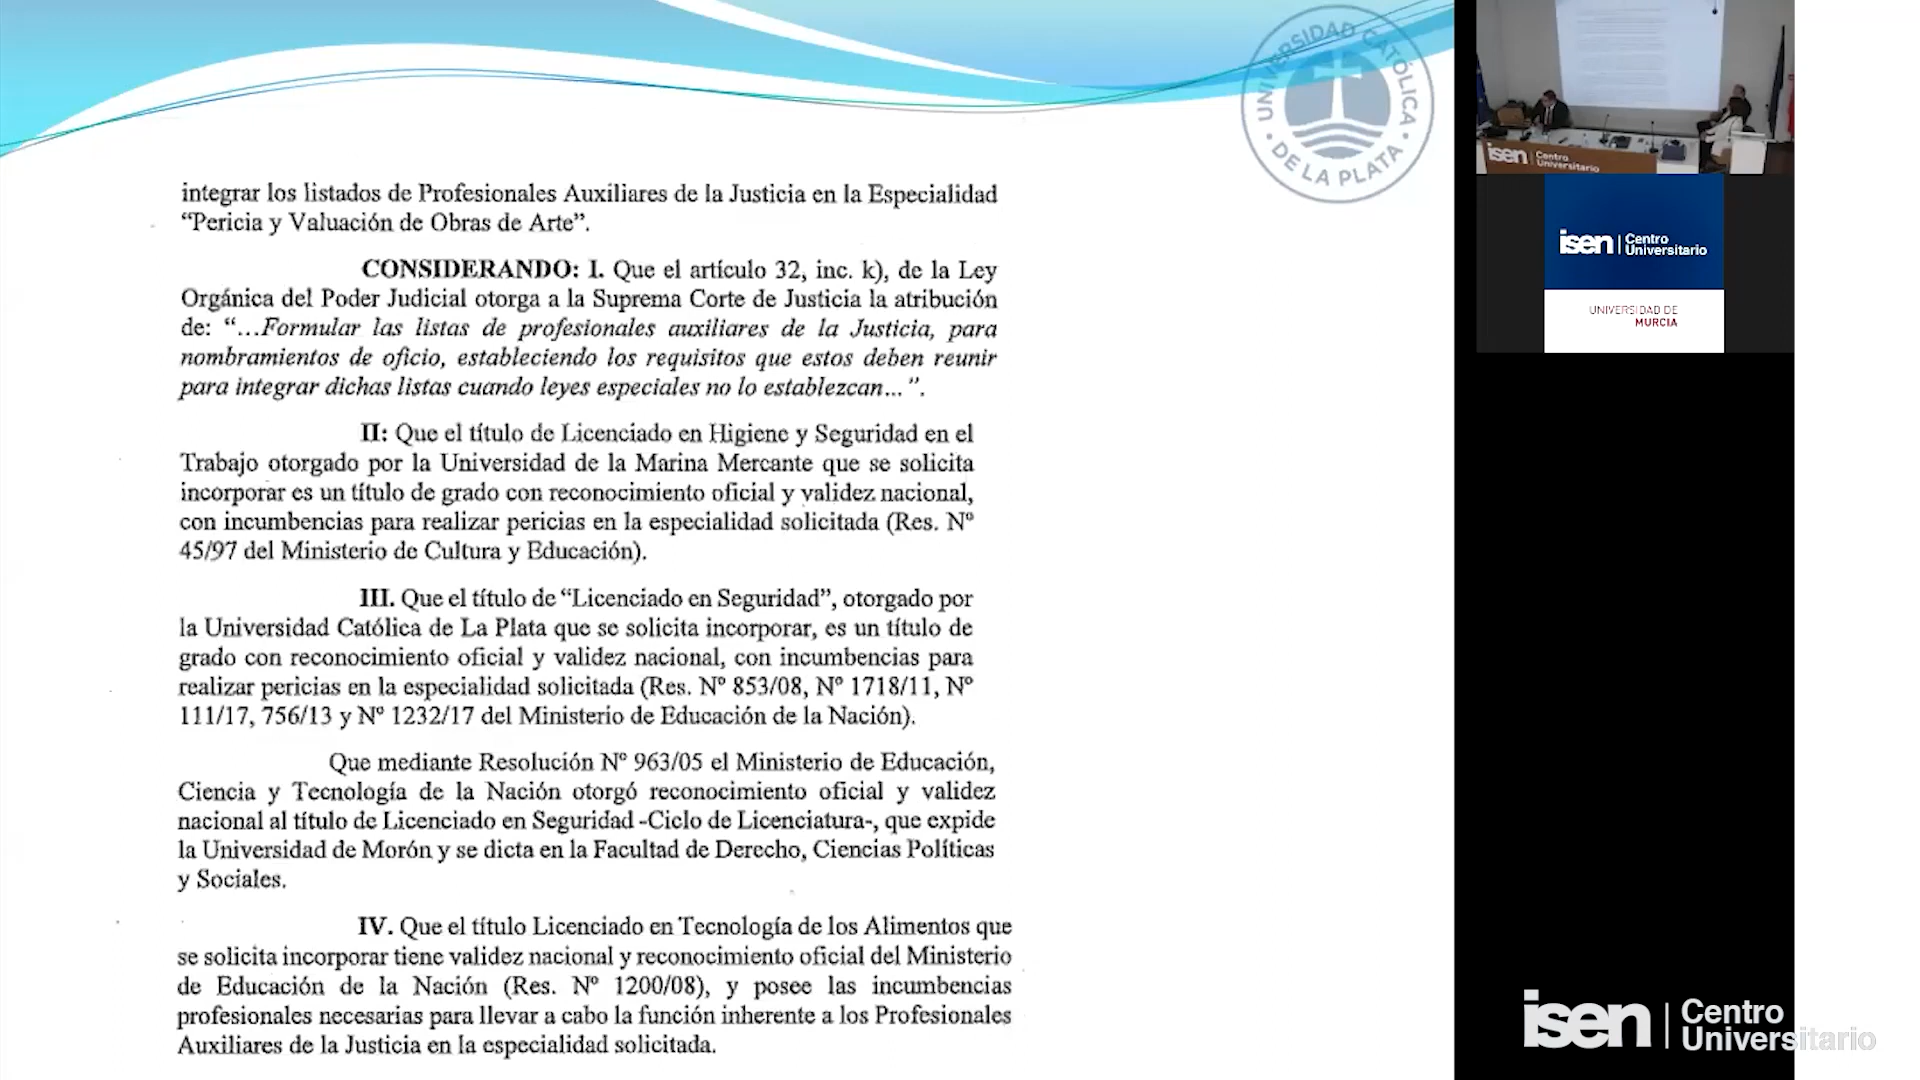 UNIVERSIDAD CATÓLICA
DE LA PLATA
integrar los listados de Profesionales Auxiliares de la Justicia en la Especialidad
“Pericia y Valuación de Obras de Arte”.
CONSIDERANDO: I. Que el artículo 32, inc. k), de la Ley
Orgánica del Poder Judicial otorga a la Suprema Corte de Justicia la atribución
de: “…Formular las listas de profesionales auxiliares de la Justicia, para
nombramientos de oficio, estableciendo los requisitos que estos deben reunir
para integrar dichas listas cuando leyes especiales no lo establezcan...”.
II: Que el título de Licenciado en Higiene y Seguridad en el
Trabajo otorgado por la Universidad de la Marina Mercante que se solicita
incorporar es un título de grado con reconocimiento oficial y validez nacional,
con incumbencias para realizar pericias en la especialidad solicitada (Res. Nº
45/97 del Ministerio de Cultura y Educación).
III. Que el título de “Licenciado en Seguridad”, otorgado por
la Universidad Católica de La Plata que se solicita incorporar, es un título de
grado con reconocimiento oficial y validez nacional, con incumbencias para
realizar pericias en la especialidad solicitada (Res. Nº 853/08, Nº 1718/11, Nº
111/17, 756/13 y Nº 1232/17 del Ministerio de Educación de la Nación).
Que mediante Resolución Nº 963/05 el Ministerio de Educación,
Ciencia y Tecnología de la Nación otorgó reconocimiento oficial y validez
nacional al título de Licenciado en Seguridad -Ciclo de Licenciatura-, que expide
la Universidad de Morón y se dicta en la Facultad de Derecho, Ciencias Políticas
y Sociales.
IV. Que el título Licenciado en Tecnología de los Alimentos que
se solicita incorporar tiene validez nacional y reconocimiento oficial del Ministerio
de Educación de la Nación (Res. Nº 1200/08), y posee las incumbencias
profesionales necesarias para llevar a cabo la función inherente a los Profesionales
Auxiliares de la Justicia en la especialidad solicitada.
isen Centro
Universitario
isen Centro
Universitario
UNIVERSIDAD DE
MURCIA
isen Centro
Universitario